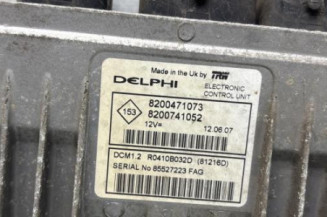 Made in the Uk by TRW
DELPHI ELECTRONIC
CONTROL UNIT
153 8200471073
8200741052
12V= 12.06.07
DCM1.2 R0410B032D (81216D)
SERIAL No 85527223 FAG